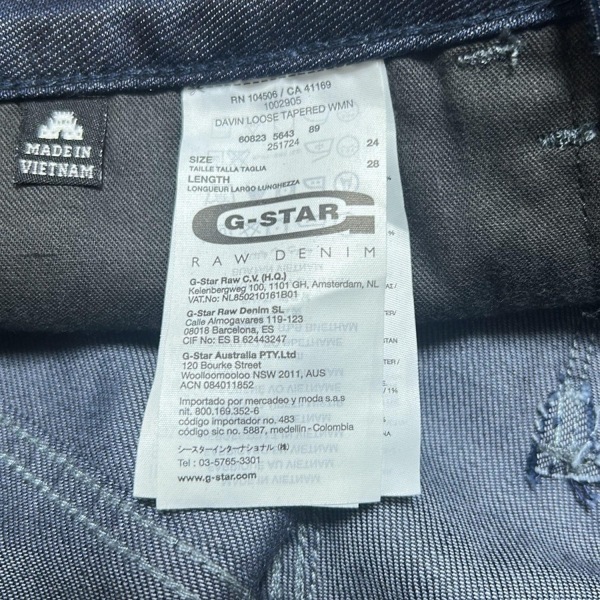 MADE IN
VIETNAM
RN 104506 / CA 41169
1002905
DAVIN LOOSE TAPERED WMN
60823 5643 89
251724
SIZE 24
TAILLE TALLA TAGLIA
LENGTH 28
LONGUEUR LARGO LUNGHEZZA
G-STAR
RAW DENIM
G-Star Raw C.V. (H.Q.)
Keienbergweg 100, 1101 GH, Amsterdam, NL
VAT.No: NL850210161B01
G-Star Raw Denim SL
Calle Almogavares 119-123
08018 Barcelona, ES
CIF No: ES B 62443247
G-Star Australia PTY.Ltd
120 Bourke Street
Woolloomooloo NSW 2011, AUS
ACN 084011852
Importado por mercadeo y moda s.a.s
nit. 800.169.352-6
código importador no. 483
código sic no. 5887, medellin - Colombia
ジースターインターナショナル (株)
Tel : 03-5765-3301
www.g-star.com